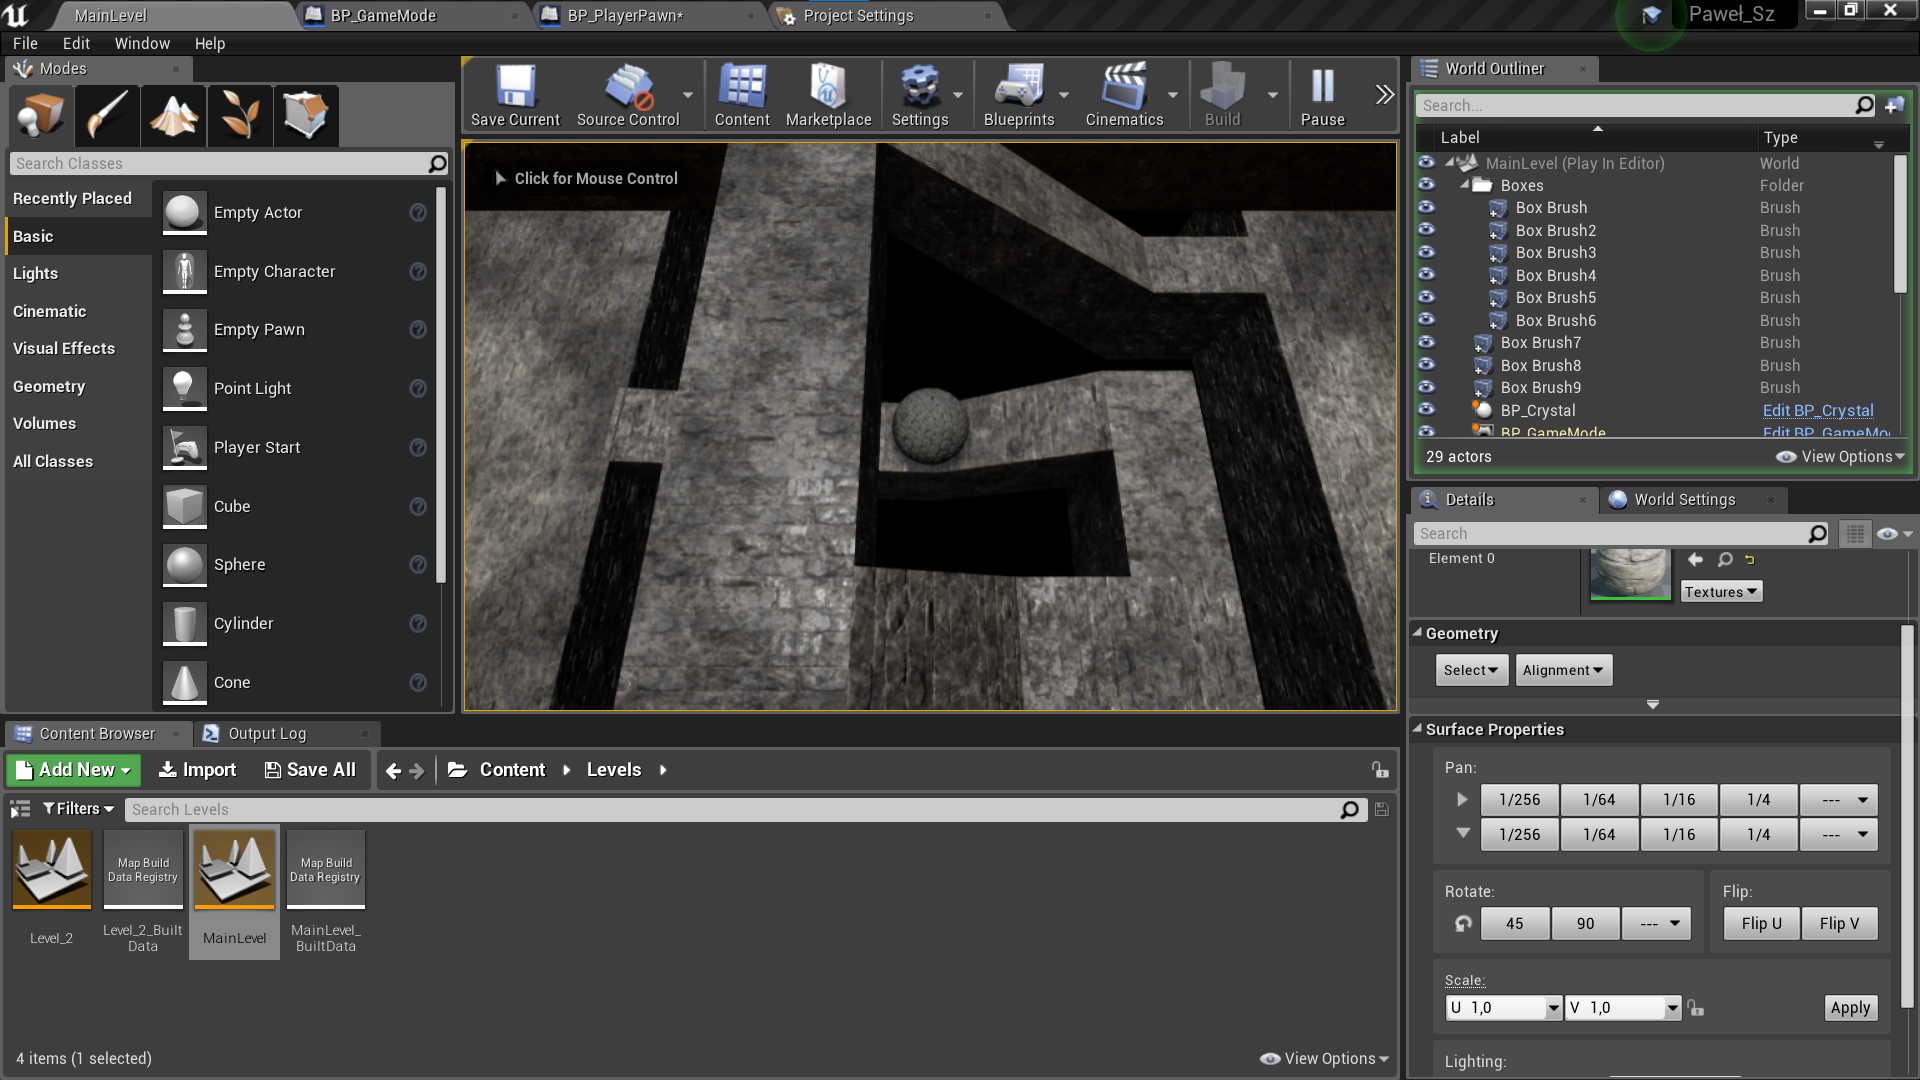 MainLevel
BP_GameMode
BP_PlayerPawn*
Project Settings
Paweł_Sz
File Edit Window Help
Modes
Search Classes
Recently Placed
Basic
Lights
Cinematic
Visual Effects
Geometry
Volumes
All Classes
Empty Actor
Empty Character
Empty Pawn
Point Light
Player Start
Cube
Sphere
Cylinder
Cone
Save Current
Source Control
Content
Marketplace
Settings
Blueprints
Cinematics
Build
Pause
Click for Mouse Control
World Outliner
Search...
Label Type
MainLevel (Play In Editor) World
Boxes Folder
Box Brush Brush
Box Brush2 Brush
Box Brush3 Brush
Box Brush4 Brush
Box Brush5 Brush
Box Brush6 Brush
Box Brush7 Brush
Box Brush8 Brush
Box Brush9 Brush
BP_Crystal Edit BP_Crystal
BP_GameMode Edit BP_GameMo
29 actors View Options
Details
World Settings
Search
Element 0
Textures
Geometry
Select Alignment
Surface Properties
Pan:
1/256 1/64 1/16 1/4 ---
1/256 1/64 1/16 1/4 ---
Rotate: Flip:
45 90 --- Flip U Flip V
Scale:
U 1,0 V 1,0 Apply
Lighting:
Content Browser
Output Log
Add New Import Save All Content Levels
Filters Search Levels
Map Build
Data Registry
Map Build
Data Registry
Level_2
Level_2_Built
Data
MainLevel
MainLevel_
BuiltData
4 items (1 selected) View Options